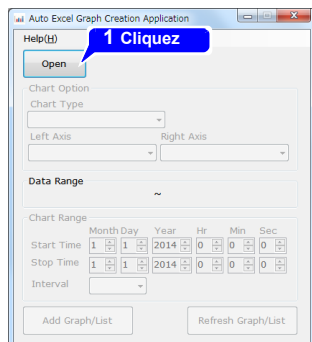 Auto Excel Graph Creation Application
Help(H)
1 Cliquez
Open
Chart Option
Chart Type
Left Axis Right Axis
Data Range
~
Chart Range
Month Day Year Hr Min Sec
Start Time 1 1 2014 0 0 0
Stop Time 1 1 2014 0 0 0
Interval
Add Graph/List Refresh Graph/List